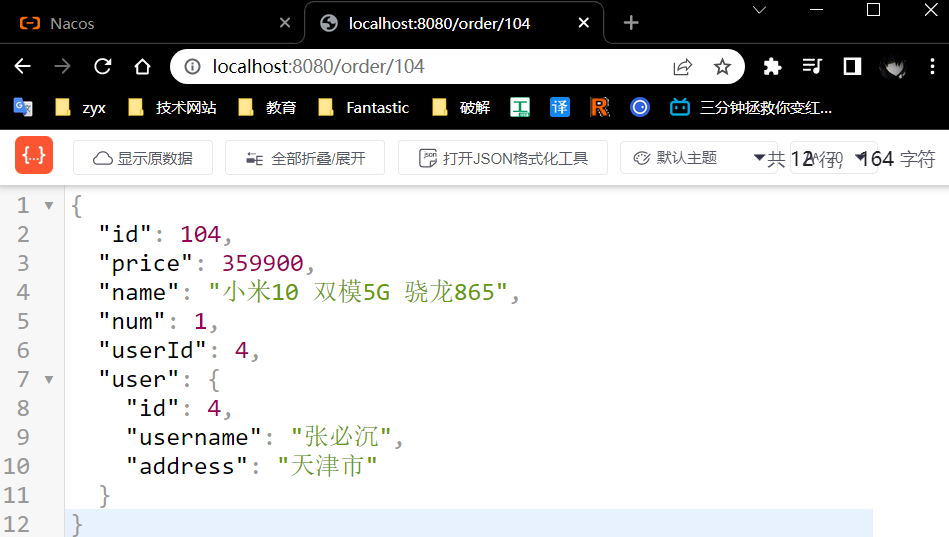 Nacos
localhost:8080/order/104
localhost:8080/order/104
zyx 技术网站 教育 Fantastic 破解 工 译 R 三分钟拯救你变红...
{...} 显示原数据 全部折叠/展开 json 打开JSON格式化工具 默认主题 共 12 行, 164 字符
1 {
2 "id": 104,
3 "price": 359900,
4 "name": "小米10 双模5G 骁龙865",
5 "num": 1,
6 "userId": 4,
7 "user": {
8 "id": 4,
9 "username": "张必沉",
10 "address": "天津市"
11 }
12 }